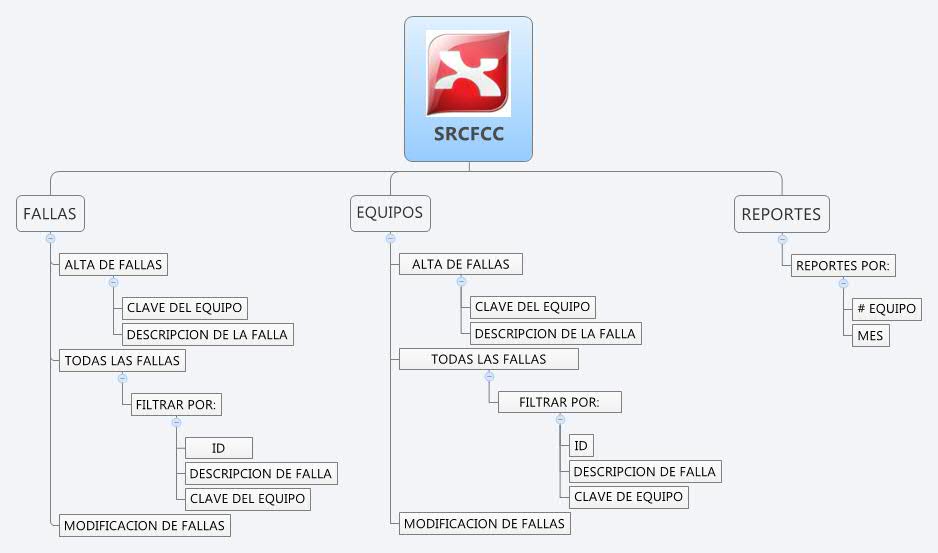 SRCFCC
FALLAS
ALTA DE FALLAS
CLAVE DEL EQUIPO
DESCRIPCION DE LA FALLA
TODAS LAS FALLAS
FILTRAR POR:
ID
DESCRIPCION DE FALLA
CLAVE DEL EQUIPO
MODIFICACION DE FALLAS
EQUIPOS
ALTA DE FALLAS
CLAVE DEL EQUIPO
DESCRIPCION DE LA FALLA
TODAS LAS FALLAS
FILTRAR POR:
ID
DESCRIPCION DE FALLA
CLAVE DE EQUIPO
MODIFICACION DE FALLAS
REPORTES
REPORTES POR:
# EQUIPO
MES